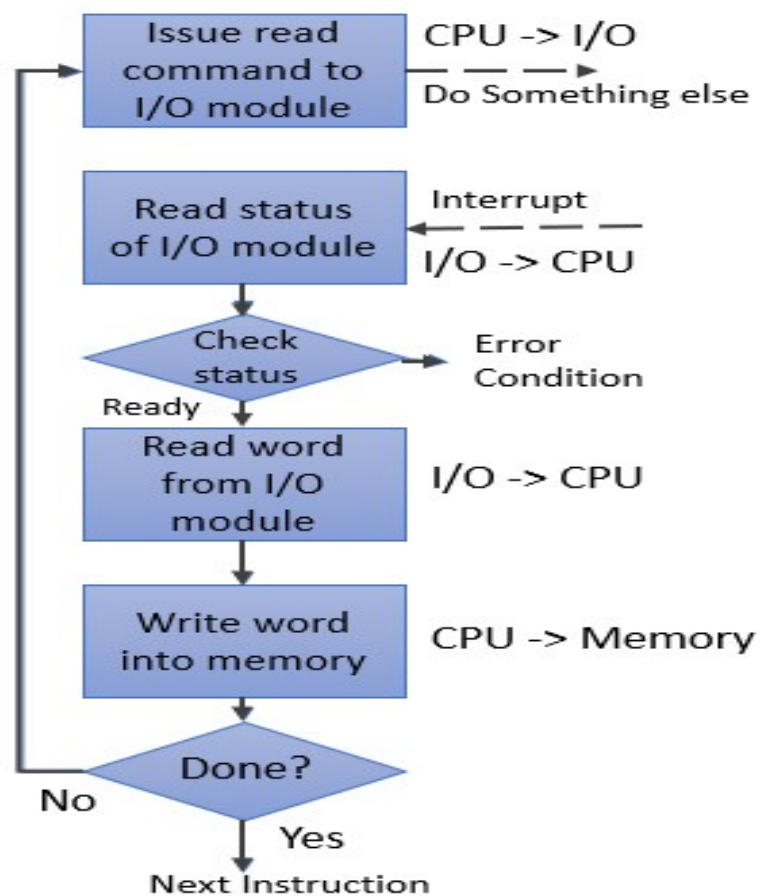 Issue read
command to
I/O module
CPU -> I/O
Do Something else
Read status
of I/O module
Interrupt
I/O -> CPU
Check
status
Error
Condition
Ready
Read word
from I/O
module
I/O -> CPU
Write word
into memory
CPU -> Memory
Done?
No
Yes
Next Instruction